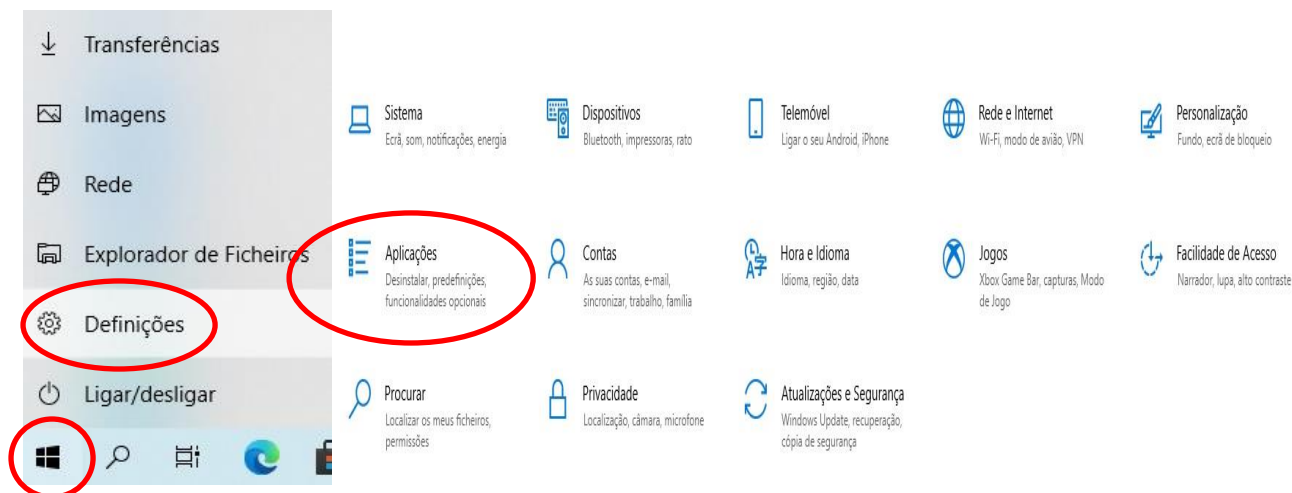 Transferências
Imagens
Rede
Explorador de Ficheiros
Definições
Ligar/desligar
Sistema
Ecrã, som, notificações, energia
Dispositivos
Bluetooth, impressoras, rato
Telemóvel
Ligar o seu Android, iPhone
Rede e Internet
Wi-Fi, modo de avião, VPN
Personalização
Fundo, ecrã de bloqueio
Aplicações
Desinstalar, predefinições,
funcionalidades opcionais
Contas
As suas contas, e-mail,
sincronizar, trabalho, família
Hora e Idioma
Idioma, região, data
Jogos
Xbox Game Bar, capturas, Modo
de Jogo
Facilidade de Acesso
Narrador, lupa, alto contraste
Procurar
Localizar os meus ficheiros,
permissões
Privacidade
Localização, câmara, microfone
Atualizações e Segurança
Windows Update, recuperação,
cópia de segurança